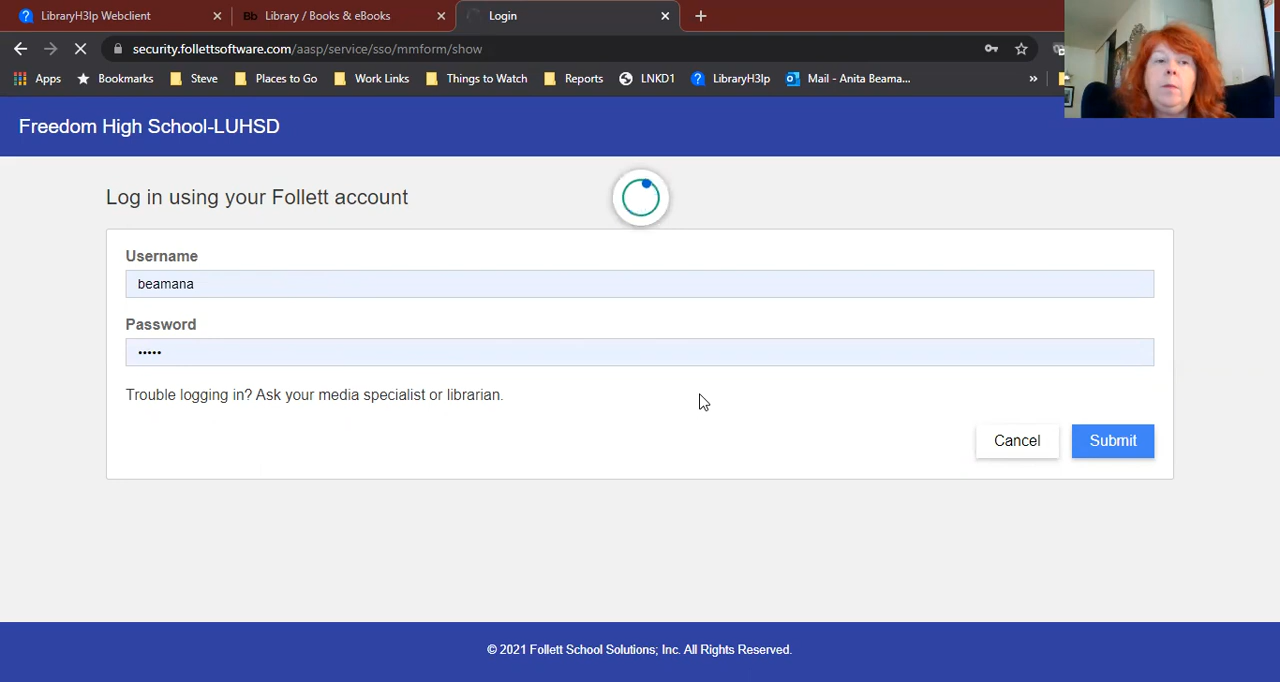 LibraryH3lp Webclient
Bb Library / Books & eBooks
Login
security.follettsoftware.com/aasp/service/sso/mmform/show
Apps Bookmarks Steve Places to Go Work Links Things to Watch Reports LNKD1 LibraryH3lp Mail - Anita Beama... »
Freedom High School-LUHSD
Log in using your Follett account
Username
beamana
Password
•••••
Trouble logging in? Ask your media specialist or librarian.
Cancel Submit
© 2021 Follett School Solutions; Inc. All Rights Reserved.